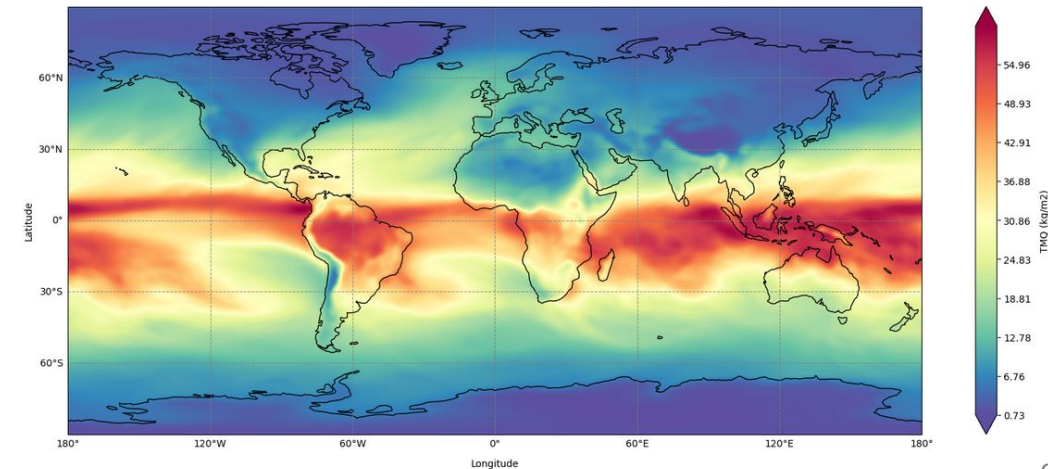 60°N
30°N
0°
30°S
60°S
Latitude
180°
120°W
60°W
0°
60°E
120°E
180°
Longitude
54.96
48.93
42.91
36.88
30.86
24.83
18.81
12.78
6.76
0.73
TMQ (kg/m2)